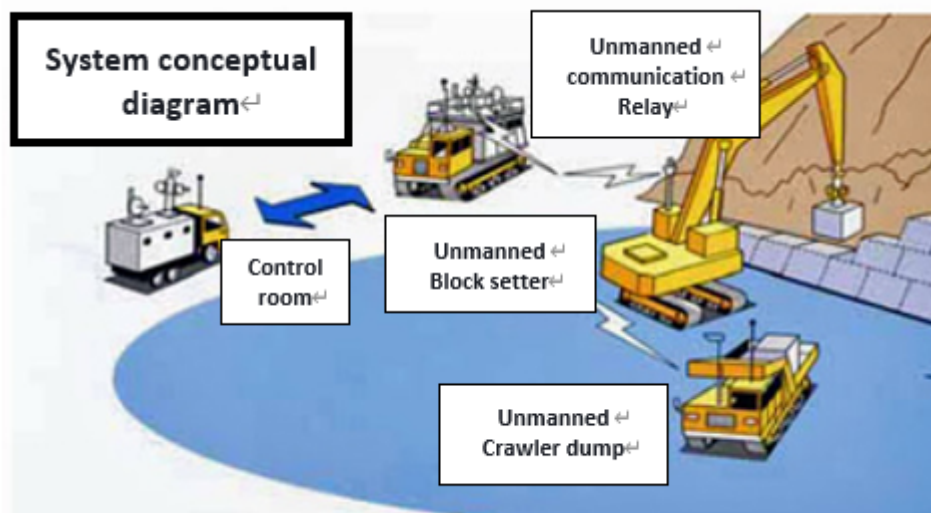 System conceptual
diagram↵
Unmanned ↵
communication ↵
Relay↵
Control
room↵
Unmanned ↵
Block setter↵
Unmanned ↵
Crawler dump↵